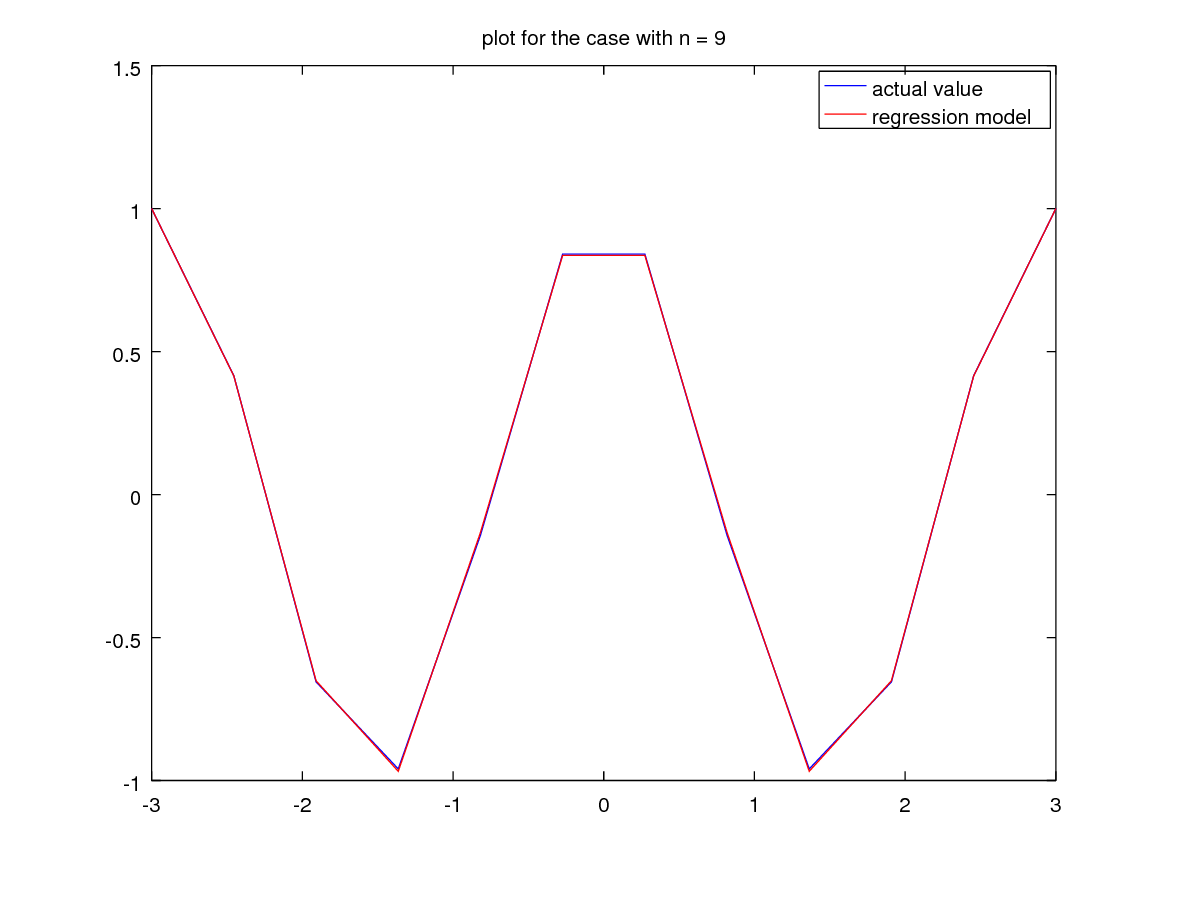 plot for the case with n = 9
actual value
regression model
1.5
1
0.5
0
-0.5
-1
-3 -2 -1 0 1 2 3